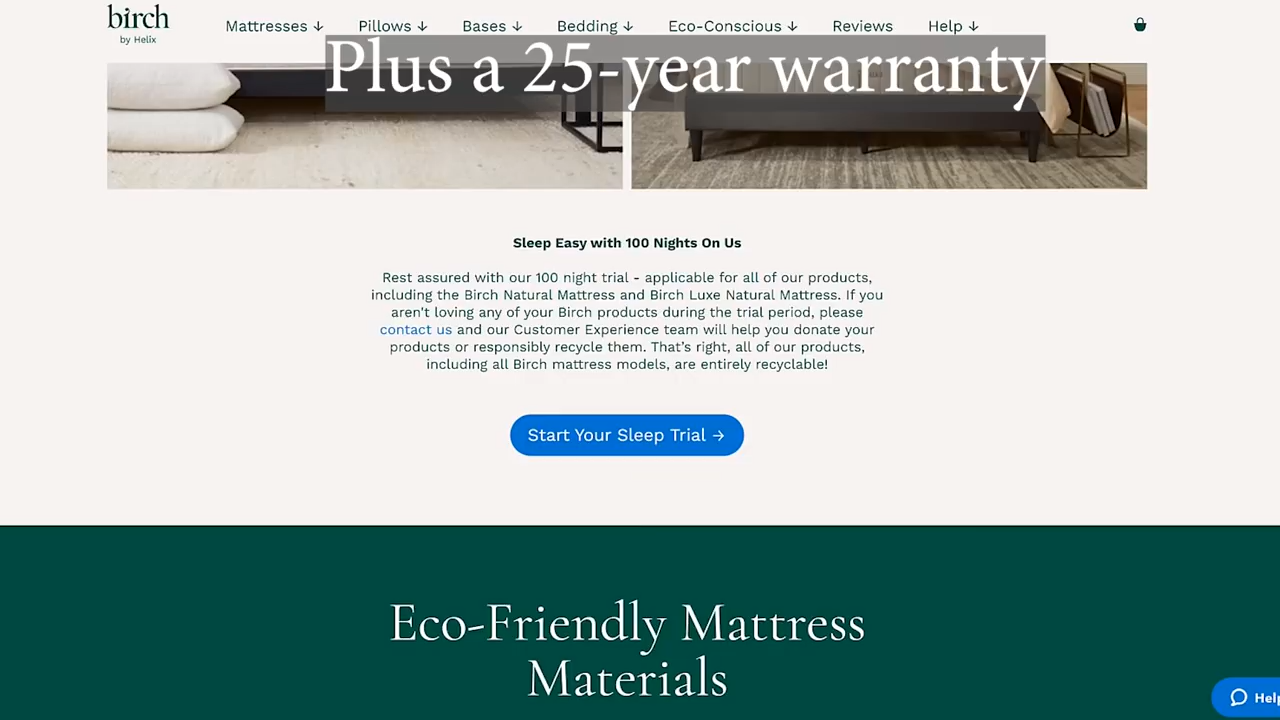 birch
by Helix
Mattresses ↓ Pillows ↓ Bases ↓ Bedding ↓ Eco-Conscious ↓ Reviews Help ↓
Plus a 25-year warranty
Sleep Easy with 100 Nights On Us
Rest assured with our 100 night trial - applicable for all of our products,
including the Birch Natural Mattress and Birch Luxe Natural Mattress. If you
aren't loving any of your Birch products during the trial period, please
contact us and our Customer Experience team will help you donate your
products or responsibly recycle them. That's right, all of our products,
including all Birch mattress models, are entirely recyclable!
Start Your Sleep Trial →
Eco-Friendly Mattress
Materials
Help